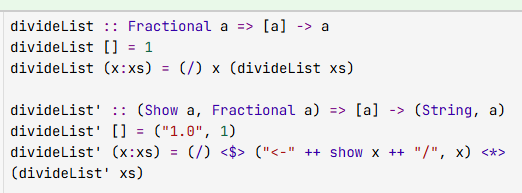 divideList :: Fractional a => [a] -> a
divideList [] = 1
divideList (x:xs) = (/) x (divideList xs)
divideList' :: (Show a, Fractional a) => [a] -> (String, a)
divideList' [] = ("1.0", 1)
divideList' (x:xs) = (/) <$> ("<-" ++ show x ++ "/", x) <*>
(divideList' xs)